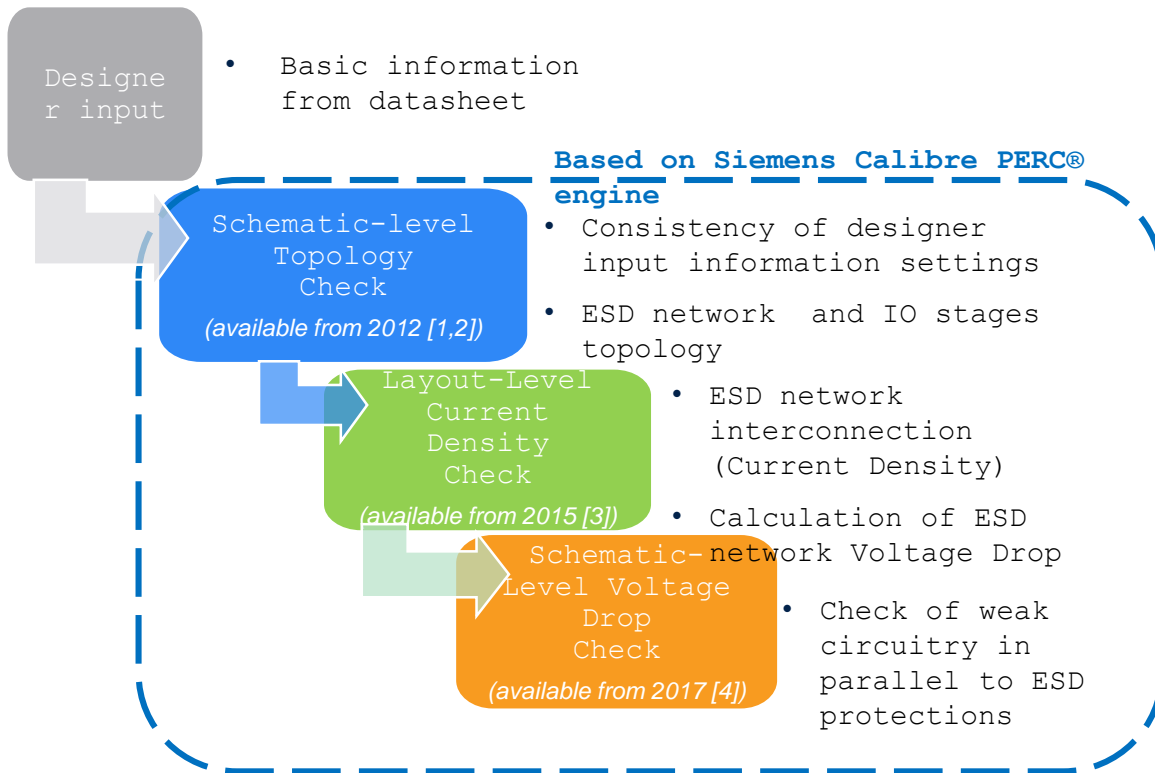 Designe
r input
• Basic information
from datasheet
Based on Siemens Calibre PERC®
engine
Schematic-level
Topology
Check
(available from 2012 [1,2])
• Consistency of designer
input information settings
• ESD network and IO stages
topology
Layout-Level
Current
Density
Check
(available from 2015 [3])
• ESD network
interconnection
(Current Density)
• Calculation of ESD
network Voltage Drop
Schematic-
Level Voltage
Drop
Check
(available from 2017 [4])
• Check of weak
circuitry in
parallel to ESD
protections